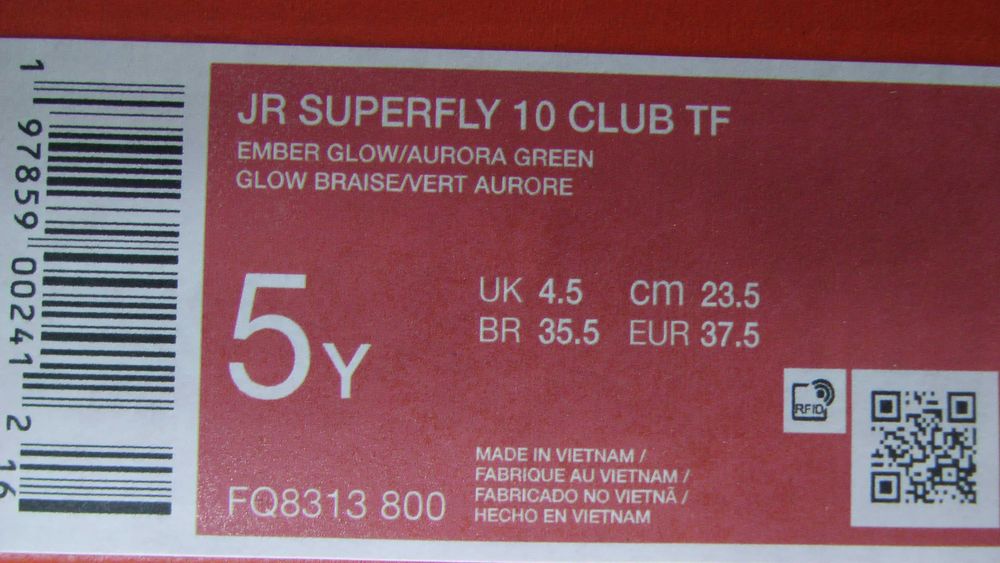 1 97859 00241 2 16
JR SUPERFLY 10 CLUB TF
EMBER GLOW/AURORA GREEN
GLOW BRAISE/VERT AURORE
5Y
UK 4.5 cm 23.5
BR 35.5 EUR 37.5
RFID
MADE IN VIETNAM /
FABRIQUE AU VIETNAM /
FABRICADO NO VIETNÃ /
HECHO EN VIETNAM
FQ8313 800